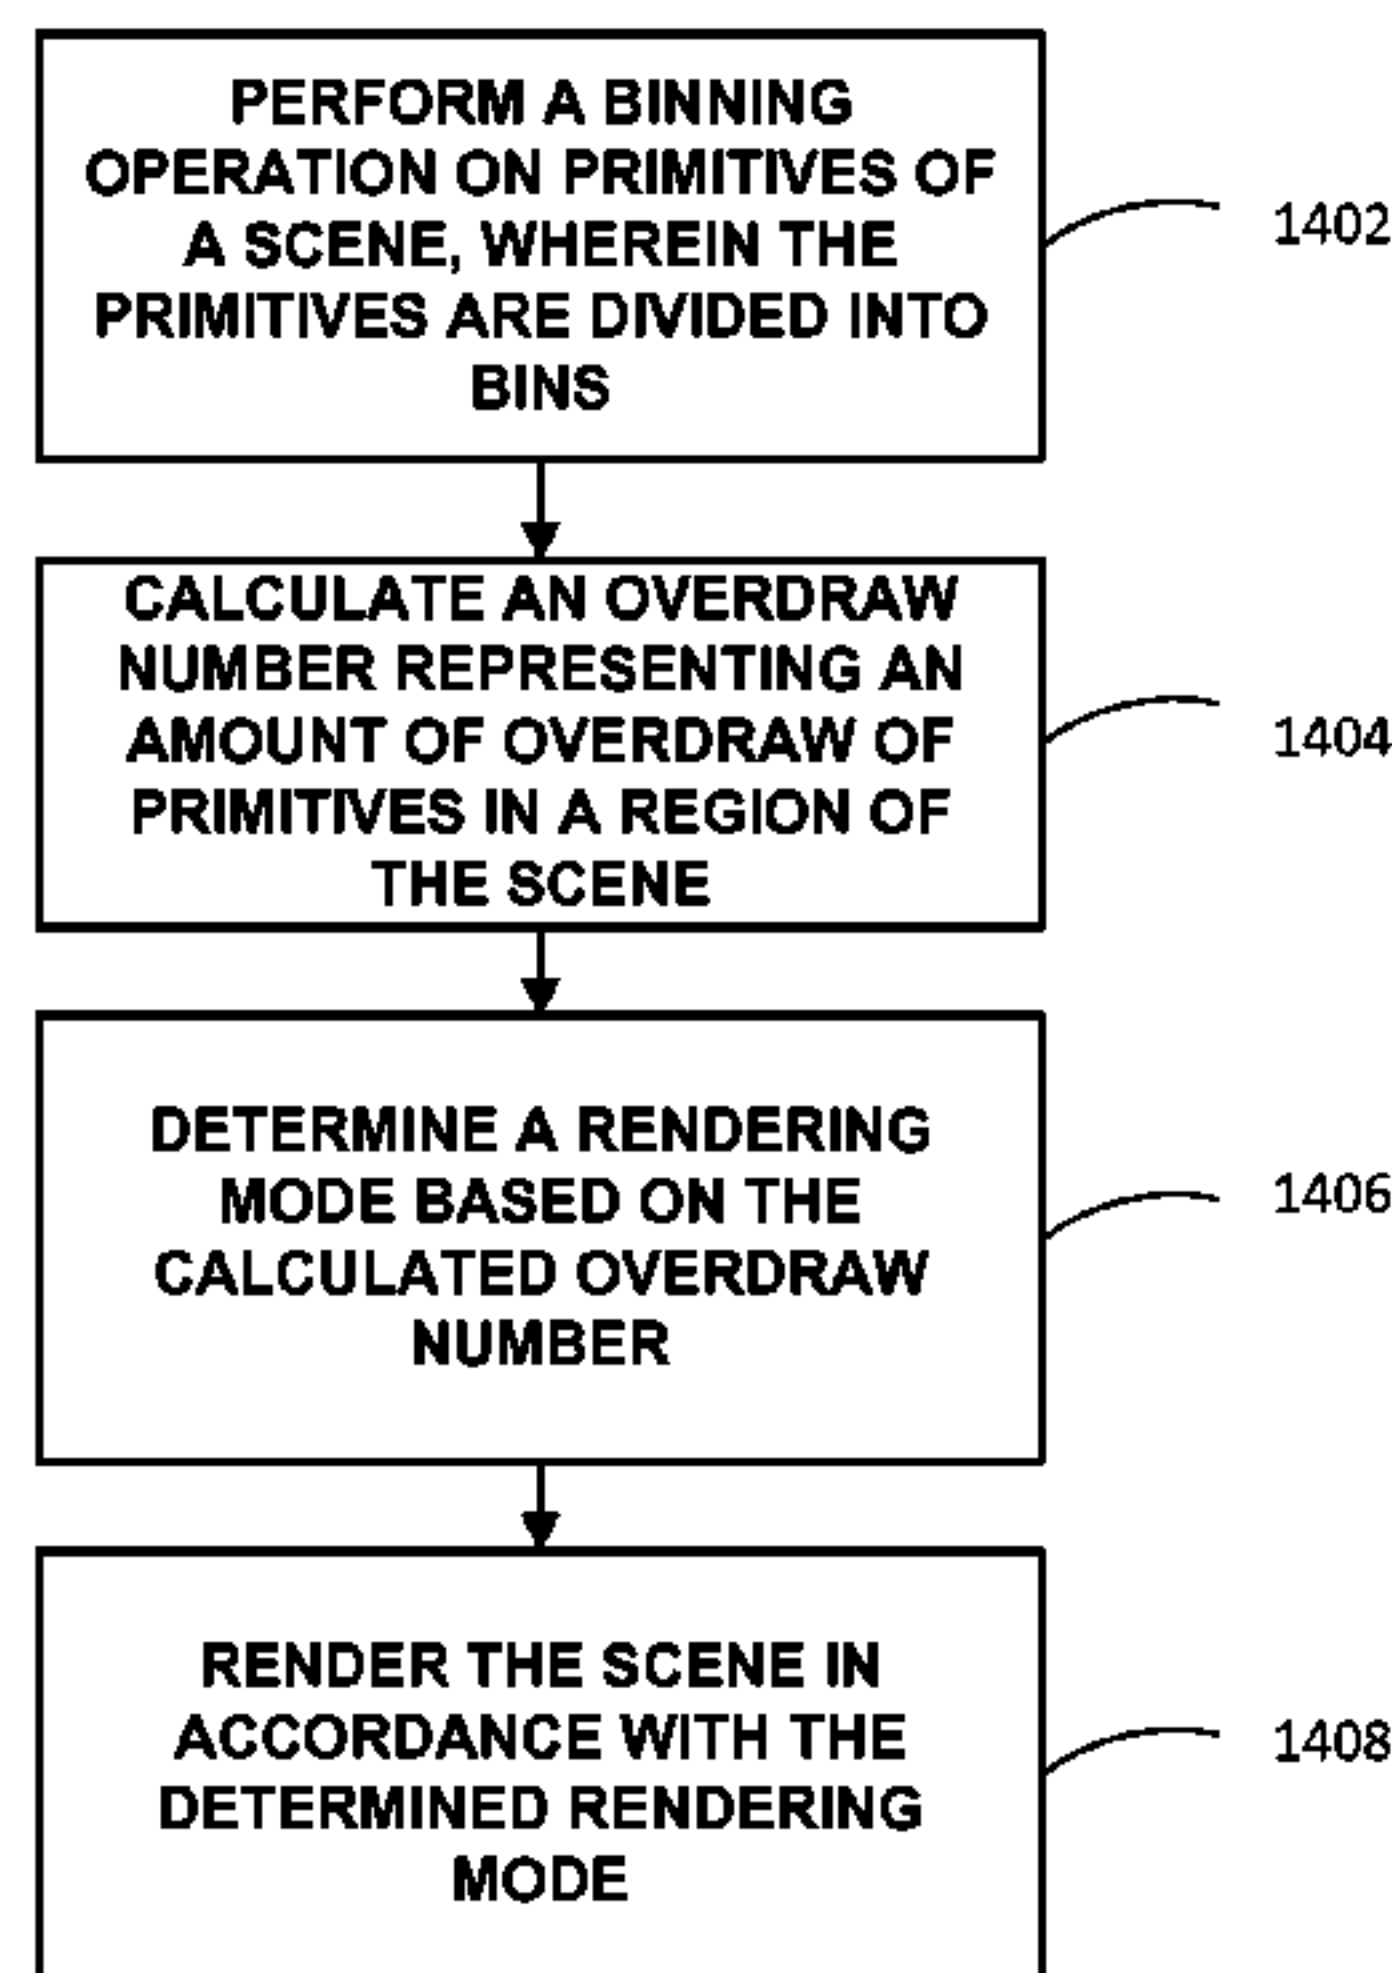 PERFORM A BINNING
OPERATION ON PRIMITIVES OF
A SCENE, WHEREIN THE
PRIMITIVES ARE DIVIDED INTO
BINS
1402
CALCULATE AN OVERDRAW
NUMBER REPRESENTING AN
AMOUNT OF OVERDRAW OF
PRIMITIVES IN A REGION OF
THE SCENE
1404
DETERMINE A RENDERING
MODE BASED ON THE
CALCULATED OVERDRAW
NUMBER
1406
RENDER THE SCENE IN
ACCORDANCE WITH THE
DETERMINED RENDERING
MODE
1408